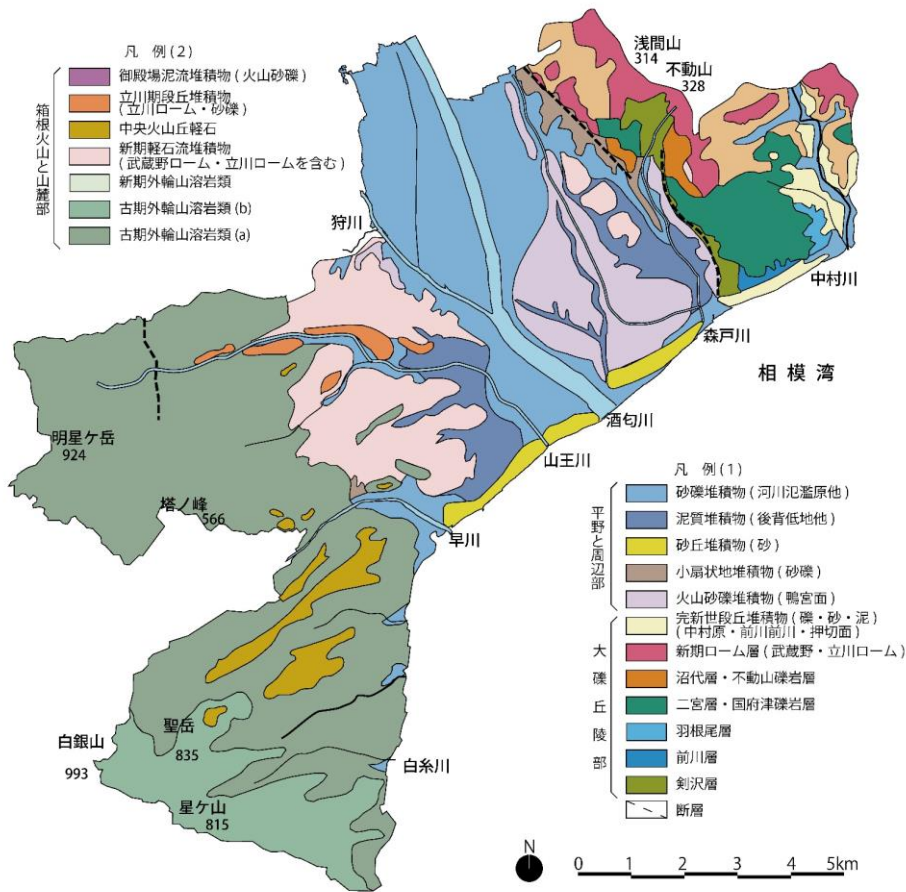 凡 例 (2)
箱根火山と山麓部
御殿場泥流堆積物 ( 火山砂礫 )
立川期段丘堆積物
( 立川ローム・砂礫 )
中央火山丘軽石
新期軽石流堆積物
( 武蔵野ローム・立川ロームを含む )
新期外輪山溶岩類
古期外輪山溶岩類 (b)
古期外輪山溶岩類 (a)
浅間山
314
不動山
328
狩川
中村川
森戸川
相 模 湾
酒匂川
山王川
早川
明星ケ岳
924
塔ノ峰
566
聖岳
835
白銀山
993
白糸川
星ケ山
815
凡 例 (1)
平野と周辺部
砂礫堆積物 ( 河川氾濫原他 )
泥質堆積物 ( 後背低地他 )
砂丘堆積物 ( 砂 )
小扇状地堆積物 ( 砂礫 )
火山砂礫堆積物 ( 鴨宮面 )
大磯丘陵部
完新世段丘堆積物 ( 礫・砂・泥 )
( 中村原・前川前川・押切面 )
新期ローム層 ( 武蔵野・立川ローム )
沼代層・不動山礫岩層
二宮層・国府津礫岩層
羽根尾層
前川層
剣沢層
断層
N
0 1 2 3 4 5km